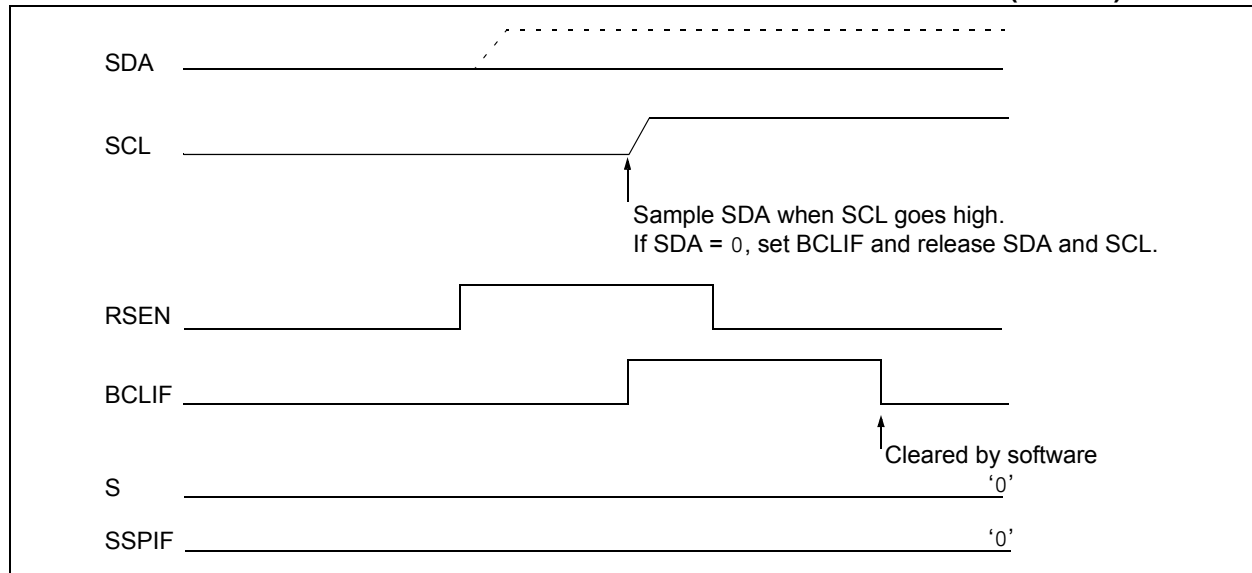 SDA
SCL
Sample SDA when SCL goes high.
If SDA = 0, set BCLIF and release SDA and SCL.
RSEN
BCLIF
Cleared by software
S
‘0’
SSPIF
‘0’